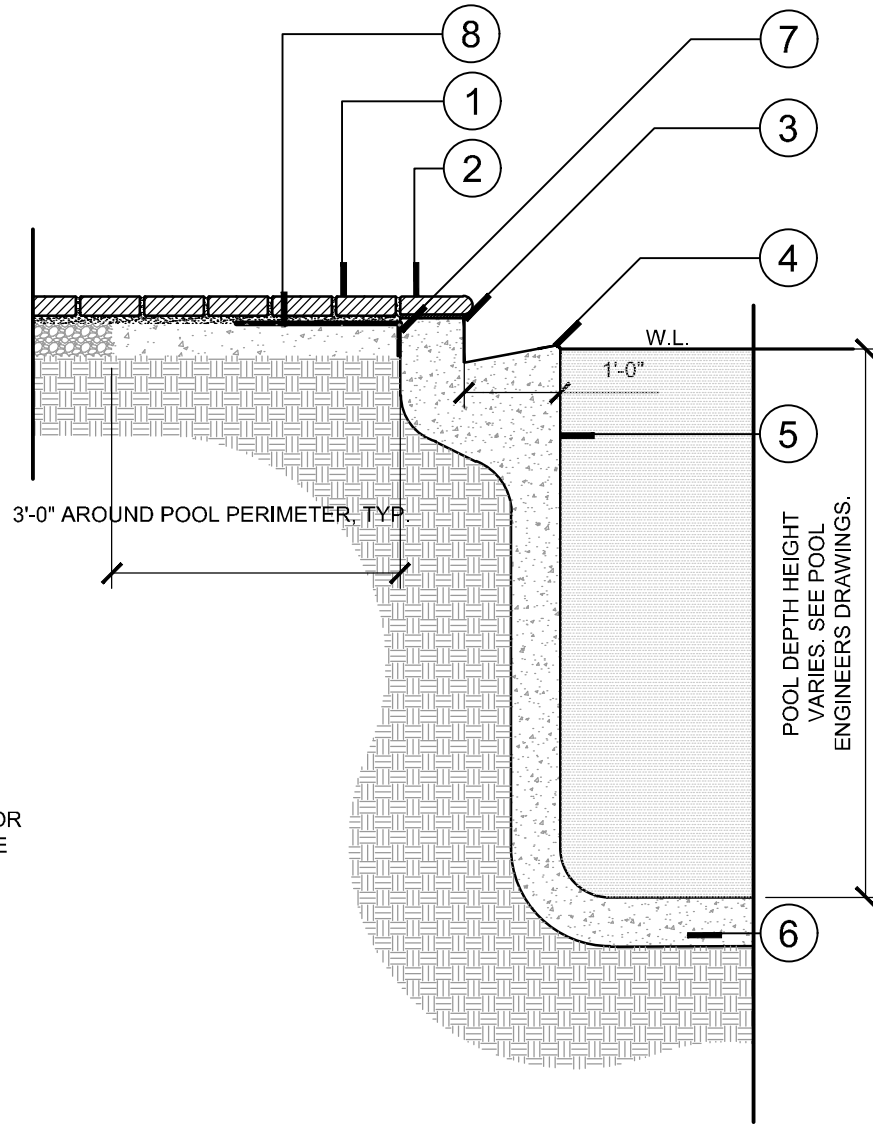 8
7
1
3
2
4
W.L.
1'-0"
5
3'-0" AROUND POOL PERIMETER, TYP.
POOL DEPTH HEIGHT
VARIES. SEE POOL
ENGINEERS DRAWINGS.
OR
E
6